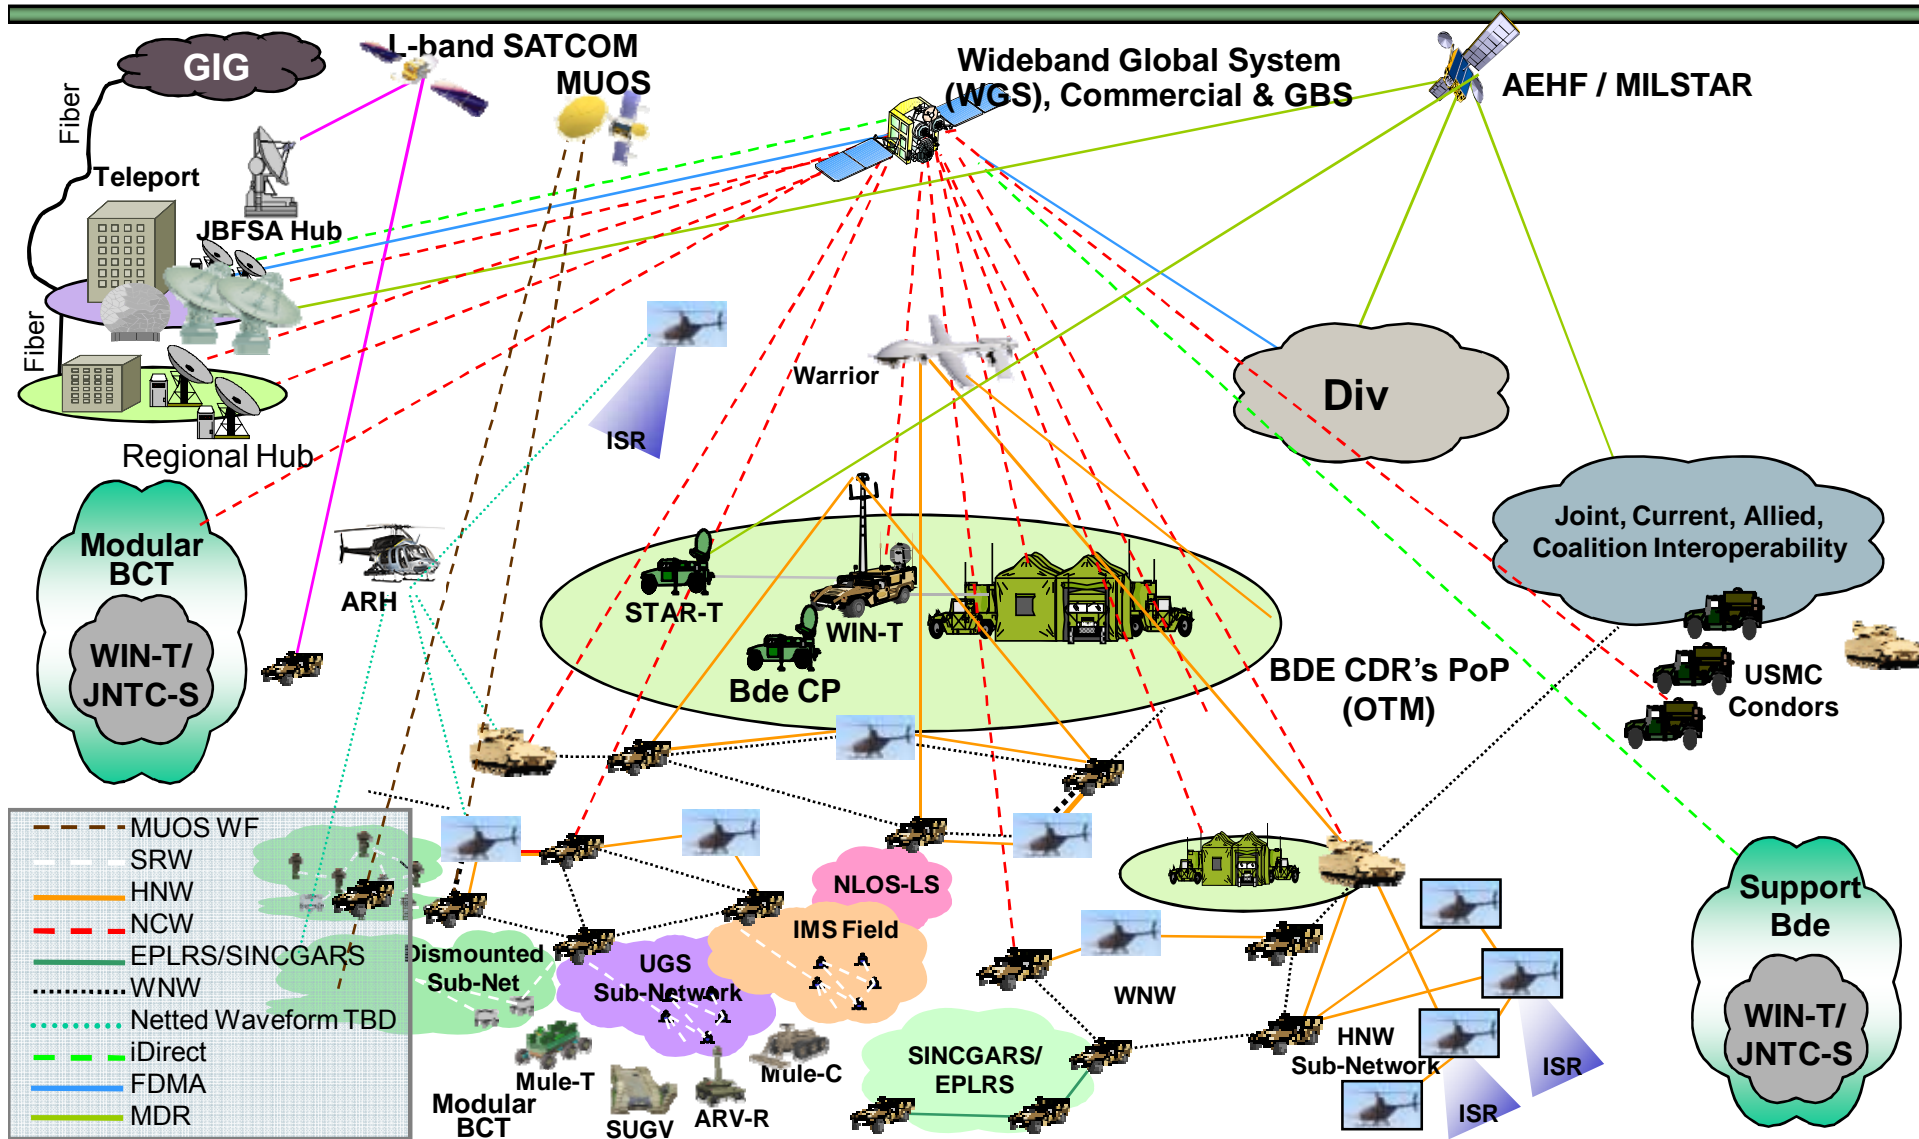 GIG
L-band SATCOM
MUOS
Wideband Global System
(WGS), Commercial & GBS
AEHF / MILSTAR
Fiber
Teleport
JBFSA Hub
Fiber
Regional Hub
Warrior
ISR
Div
Joint, Current, Allied,
Coalition Interoperability
Modular
BCT
WIN-T/
JNTC-S
ARH
STAR-T
WIN-T
Bde CP
BDE CDR's PoP
(OTM)
USMC
Condors
MUOS WF
SRW
HNW
NCW
EPLRS/SINCGARS
WNW
Netted Waveform TBD
iDirect
FDMA
MDR
NLOS-LS
IMS Field
Dismounted
Sub-Net
UGS
Sub-Network
WNW
SINCGARS/
EPLRS
HNW
Sub-Network
ISR
ISR
Support
Bde
WIN-T/
JNTC-S
Mule-T
Mule-C
Modular
BCT
SUGV
ARV-R